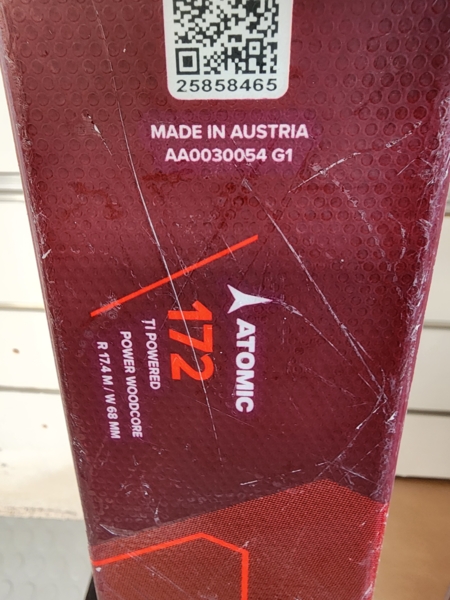 25858465
MADE IN AUSTRIA
AA0030054 G1
ATOMIC
172
TI POWERED
POWER WOODCORE
R 17.4 M / W 68 MM